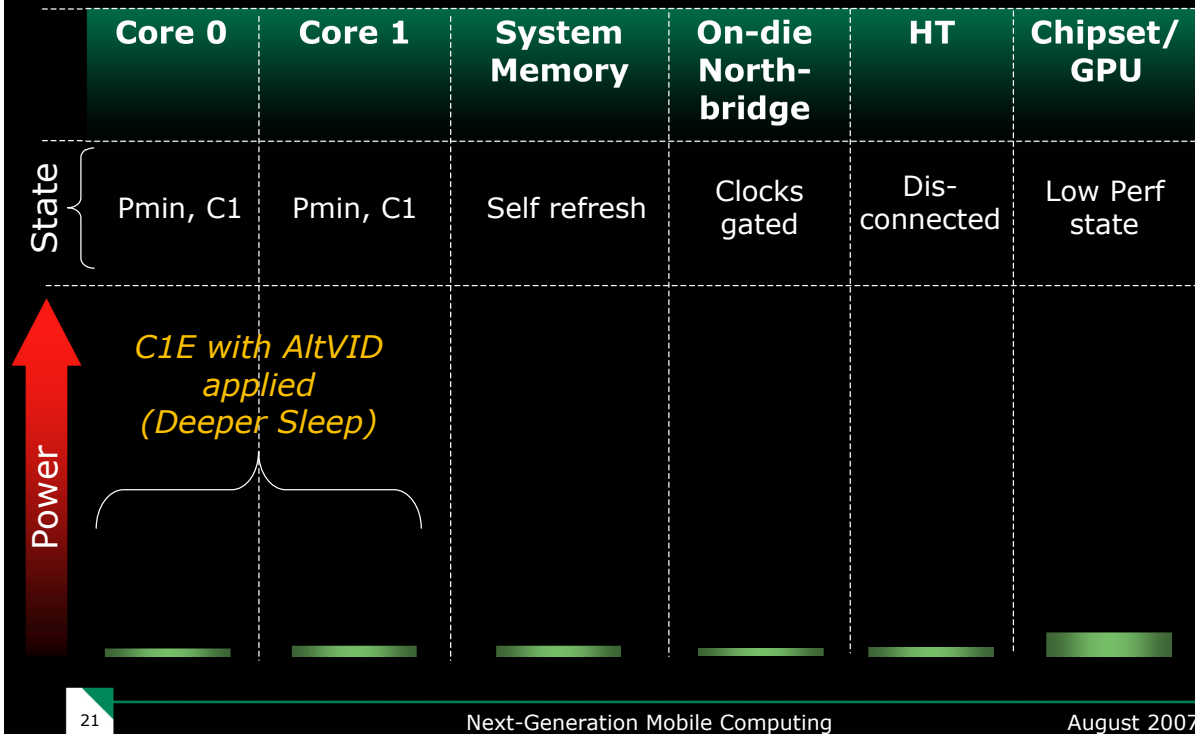 Core 0
Core 1
System
Memory
On-die
North-
bridge
HT
Chipset/
GPU
State
Pmin, C1
Pmin, C1
Self refresh
Clocks
gated
Dis-
connected
Low Perf
state
Power
C1E with AltVID
applied
(Deeper Sleep)
21
Next-Generation Mobile Computing
August 2007